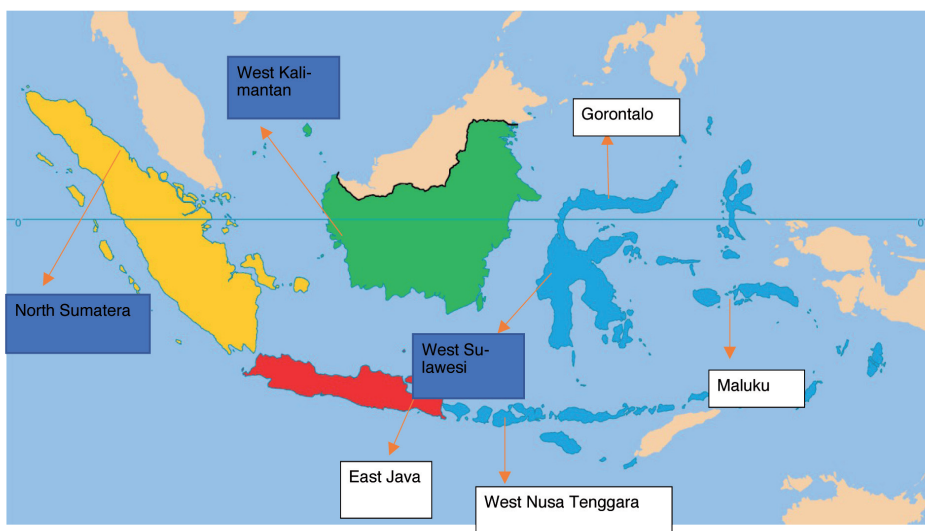 West Kali-
mantan
Gorontalo
0
0
North Sumatera
West Su-
lawesi
Maluku
East Java
West Nusa Tenggara